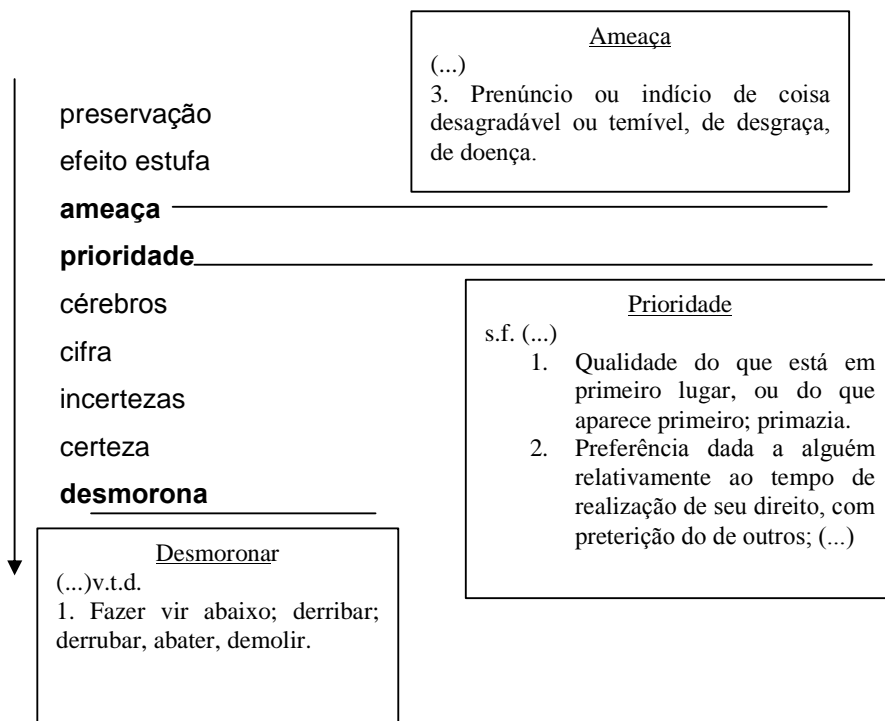 Ameaça
(...)
3. Prenúncio ou indício de coisa
desagradável ou temível, de desgraça,
de doença.
preservação
efeito estufa
ameaça
prioridade
cérebros
cifra
incertezas
certeza
desmorona
Prioridade
s.f. (...)
1. Qualidade do que está em
primeiro lugar, ou do que
aparece primeiro; primazia.
2. Preferência dada a alguém
relativamente ao tempo de
realização de seu direito, com
preterição do de outros; (...)
Desmoronar
(...)v.t.d.
1. Fazer vir abaixo; derribar;
derrubar, abater, demolir.